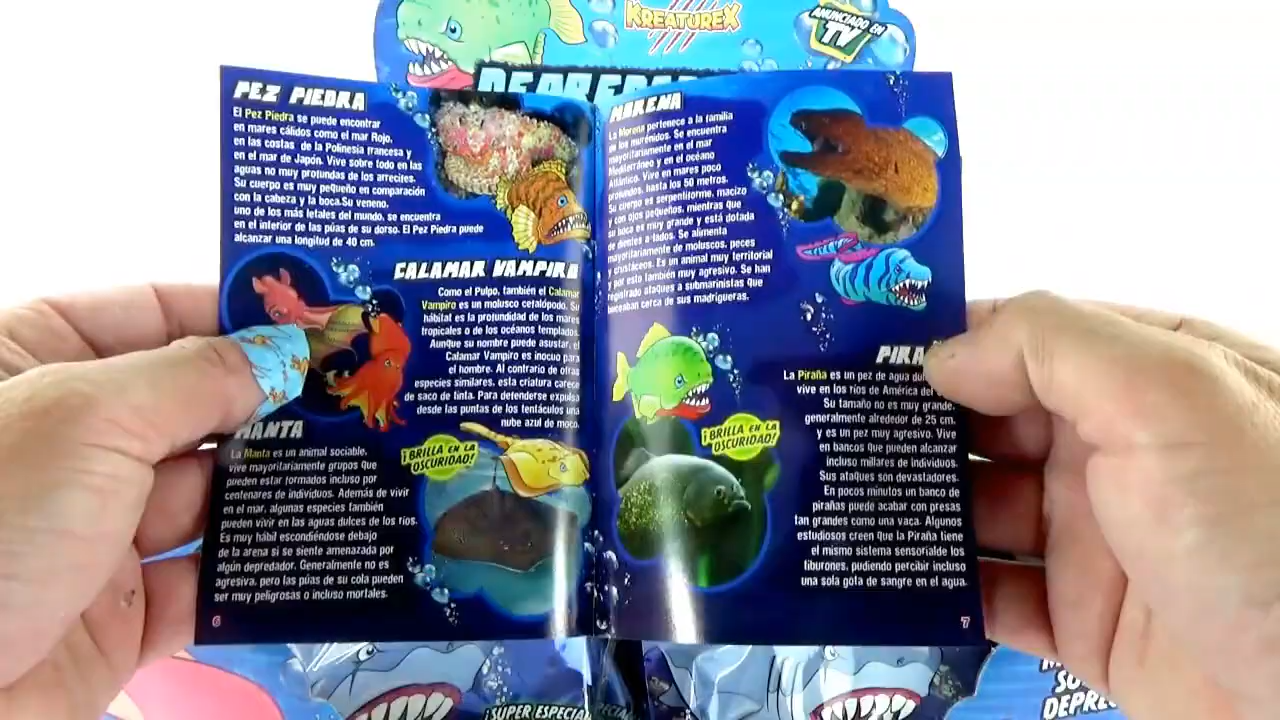 KREATUREX
ANUNCIADO EN
TV
PEZ PIEDRA
El Pez Piedra se puede encontrar
en mares cálidos como el mar Rojo,
en las costas de la Polinesia francesa y
en el mar de Japón. Vive sobre todo en las
aguas no muy profundas de los arrecifes.
Su cuerpo es muy pequeño en comparación
con la cabeza y la boca.Su veneno,
uno de los más letales del mundo, se encuentra
en el interior de las púas de su dorso. El Pez Piedra puede
alcanzar una longitud de 40 cm.
CALAMAR VAMPIRO
Como el Pulpo, también el Calamar
Vampiro es un molusco cefalópodo. Su
hábitat es la profundidad de los mares
tropicales o de los océanos templados.
Aunque su nombre puede asustar, el
Calamar Vampiro es inocuo para
el hombre. Al contrario de otras
especies similares, esta criatura carece
de saco de tinta. Para defenderse expulsa
desde las puntas de los tentáculos una
nube azul de moco.
MANTA
¡BRILLA EN LA
OSCURIDAD!
La Manta es un animal sociable,
vive mayoritariamente grupos que
pueden estar formados incluso por
centenares de individuos. Además de vivir
en el mar, algunas especies también
pueden vivir en las aguas dulces de los ríos.
Es muy hábil escondiéndose debajo
de la arena si se siente amenazada por
algún depredador. Generalmente no es
agresiva, pero las púas de su cola pueden
ser muy peligrosas o incluso mortales.
6
MORENA
La Morena pertenece a la familia
de los murénidos. Se encuentra
mayoritariamente en el mar
Mediterráneo y en el océano
Atlántico. Vive en mares poco
profundos, hasta los 50 metros.
Su cuerpo es serpentiforme, macizo
y con ojos pequeños, mientras que
su boca es muy grande y está dotada
de dientes afilados. Se alimenta
mayoritariamente de moluscos, peces
y crustáceos. Es un animal muy territorial
y por esto también muy agresivo. Se han
registrado ataques a submarinistas que
buceaban cerca de sus madrigueras.
PIRA
¡BRILLA EN LA
OSCURIDAD!
La Piraña es un pez de agua dul
vive en los ríos de América del
Su tamaño no es muy grande,
generalmente alrededor de 25 cm.
y es un pez muy agresivo. Vive
en bancos que pueden alcanzar
incluso millares de individuos.
Sus ataques son devastadores.
En pocos minutos un banco de
pirañas puede acabar con presas
tan grandes como una vaca. Algunos
estudiosos creen que la Piraña tiene
el mismo sistema sensorialde los
tiburones, pudiendo percibir incluso
una sola gota de sangre en el agua.
7
¡SÚPER ESPECIA